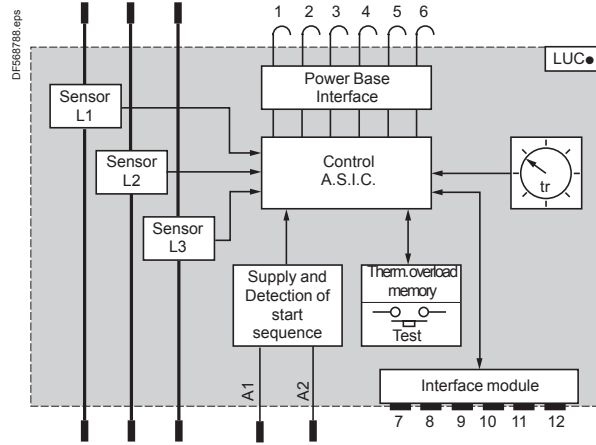 DF568788.eps
1 2 3 4 5 6
LUC●
Power Base
Interface
Sensor
L1
Sensor
L2
Sensor
L3
Control
A.S.I.C.
tr
Supply and
Detection of
start
sequence
Therm.overload
memory
Test
A1
A2
Interface module
7 8 9 10 11 12